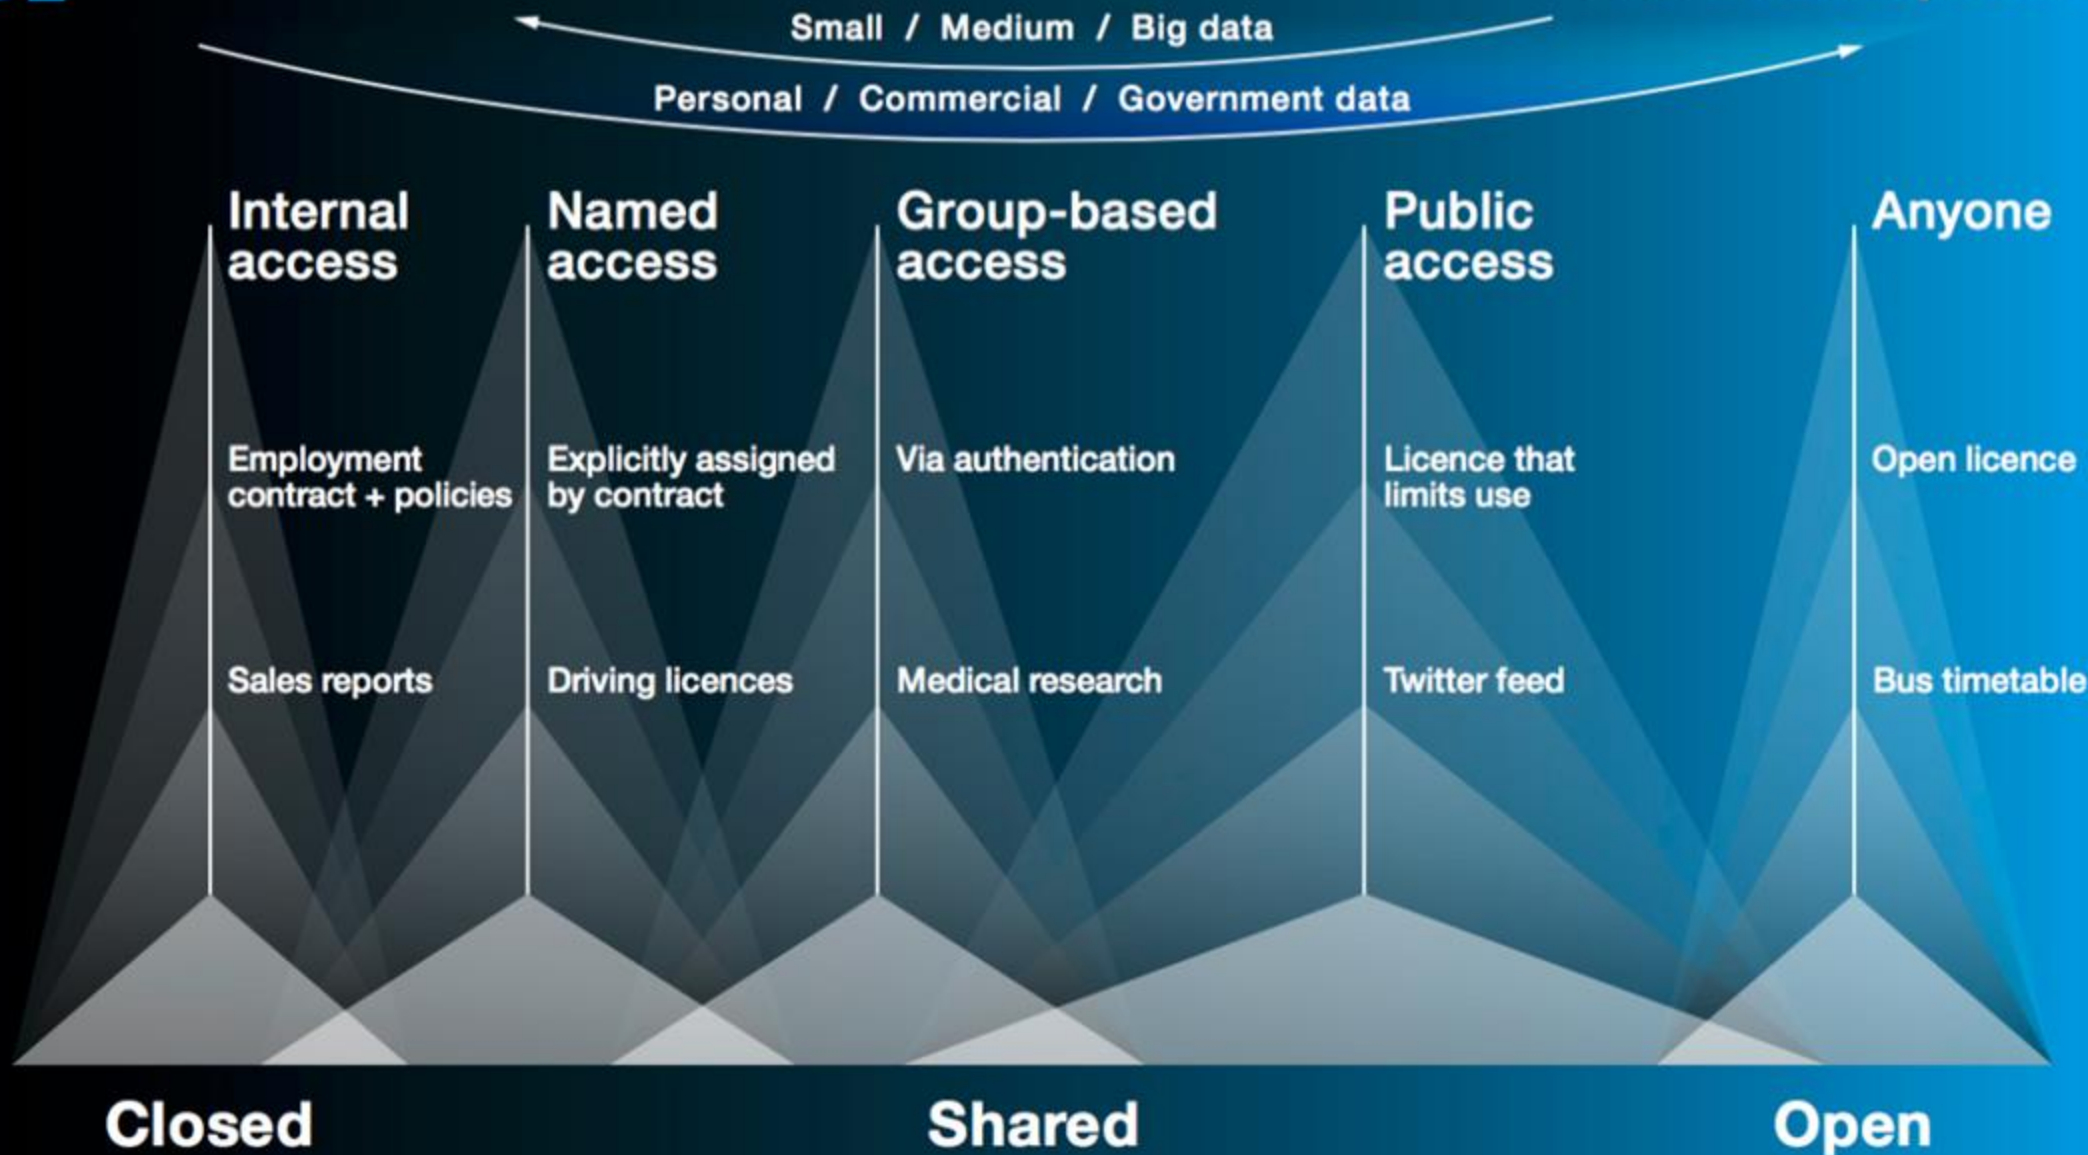 Small / Medium / Big data
Personal / Commercial / Government data
Internal
access
Named
access
Group-based
access
Public
access
Anyone
Employment
contract + policies
Explicitly assigned
by contract
Via authentication
Licence that
limits use
Open licence
Sales reports
Driving licences
Medical research
Twitter feed
Bus timetable
Closed
Shared
Open